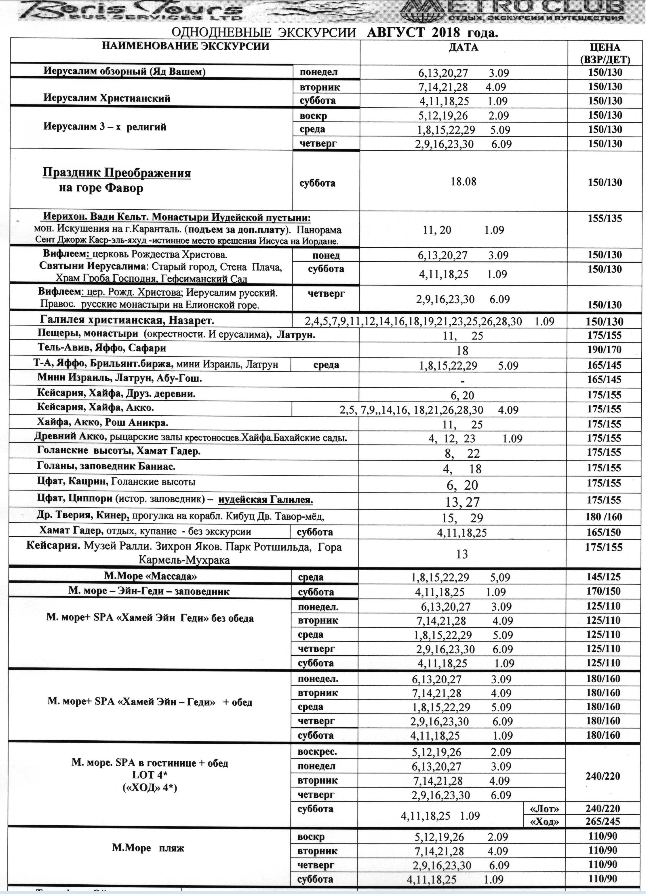 Boris Tours
BUS SERVICES LTD
METRO CLUB
ОТДЫХ, ЭКСКУРСИИ И ПУТЕШЕСТВИЯ
ОДНОДНЕВНЫЕ ЭКСКУРСИИ АВГУСТ 2018 года.
НАИМЕНОВАНИЕ ЭКСКУРСИИ ДАТА ЦЕНА
(ВЗР/ДЕТ)
Иерусалим обзорный (Яд Вашем) понедел 6,13,20,27 3.09 150/130
вторник 7,14,21,28 4.09 150/130
Иерусалим Христианский суббота 4,11,18,25 1.09 150/130
воскр 5,12,19,26 2.09 150/130
Иерусалим 3 – х религий среда 1,8,15,22,29 5.09 150/130
четверг 2,9,16,23,30 6.09 150/130
Праздник Преображения
на горе Фавор суббота 18.08 150/130
Иерихон. Вади Кельт. Монастыри Иудейской пустыни: 155/135
мон. Искушения на г.Каранталь. (подъем за доп.плату). Панорама 11, 20 1.09
Сент Джорж Каср-эль-яхуд -истинное место крешения Иисуса на Иордане.
Вифлеем: церковь Рождества Христова. понед 6,13,20,27 3.09 150/130
Святыни Иерусалима: Старый город, Стена Плача, суббота 4,11,18,25 1.09 150/130
Храм Гроба Господня, Гефсиманский Сад
Вифлеем: цер. Рожд. Христова; Иерусалим русский. четверг 2,9,16,23,30 6.09
Правос. русские монастыри на Елионской горе. 150/130
Галилея христианская, Назарет. 2,4,5,7,9,11,12,14,16,18,19,21,23,25,26,28,30 1.09 150/130
Пещеры, монастыри (окрестности. И ерусалима), Латрун. 11, 25 175/155
Тель-Авив, Яффо, Сафари 18 190/170
Т-А, Яффо, Брильянт.биржа, мини Израиль, Латрун среда 1,8,15,22,29 5.09 165/145
Мини Израиль, Латрун, Абу-Гош. - 165/145
Кейсария, Хайфа, Друз. деревни. 6, 20 175/155
Кейсария, Хайфа, Акко. 2,5, 7,9,,14,16, 18,21,26,28,30 4.09 175/155
Хайфа, Акко, Рош Аникра. 11, 25 175/155
Древний Акко, рыцарские залы крестоносцев.Хайфа.Бахайские сады. 4, 12, 23 1.09 175/155
Голанские высоты, Хамат Гадер. 8, 22 175/155
Голаны, заповедник Баниас. 4, 18 175/155
Цфат, Кацрин, Голанские высоты 6, 20 175/155
Цфат, Циппори (истор. заповедник) – иудейская Галилея. 13, 27 175/155
Др. Тверия, Кинер, прогулка на корабл. Кибуц Дв. Тавор-мёд, 15, 29 180 /160
Хамат Гадер, отдых, купание - без экскурсии суббота 4,11,18,25 165/150
Кейсария. Музей Ралли. Зихрон Яков. Парк Ротшильда, Гора 13 175/155
Кармель-Мухрака
М.Море «Массада» среда 1,8,15,22,29 5,09 145/125
М. море – Эйн-Геди – заповедник суббота 4,11,18,25 1.09 170/150
М. море+ SPA «Хамей Эйн Геди» без обеда понедел. 6,13,20,27 3.09 125/110
вторник 7,14,21,28 4.09 125/110
среда 1,8,15,22,29 5.09 125/110
четверг 2,9,16,23,30 6.09 125/110
суббота 4,11,18,25 1.09 125/110
М. море+ SPA «Хамей Эйн – Геди» + обед понедел. 6,13,20,27 3.09 180/160
вторник 7,14,21,28 4.09 180/160
среда 1,8,15,22,29 5.09 180/160
четверг 2,9,16,23,30 6.09 180/160
суббота 4,11,18,25 1.09 180/160
М. море. SPA в гостинице + обед воскрес. 5,12,19,26 2.09
LOT 4* понедел 6,13,20,27 3.09 240/220
(«ХОД» 4*) вторник 7,14,21,28 4.09
четверг 2,9,16,23,30 6.09
суббота 4,11,18,25 1.09 «Лот» 240/220
«Ход» 265/245
М.Море пляж воскр 5,12,19,26 2.09 110/90
вторник 7,14,21,28 4.09 110/90
четверг 2,9,16,23,30 6.09 110/90
суббота 4,11,18,25 1.09 110/90